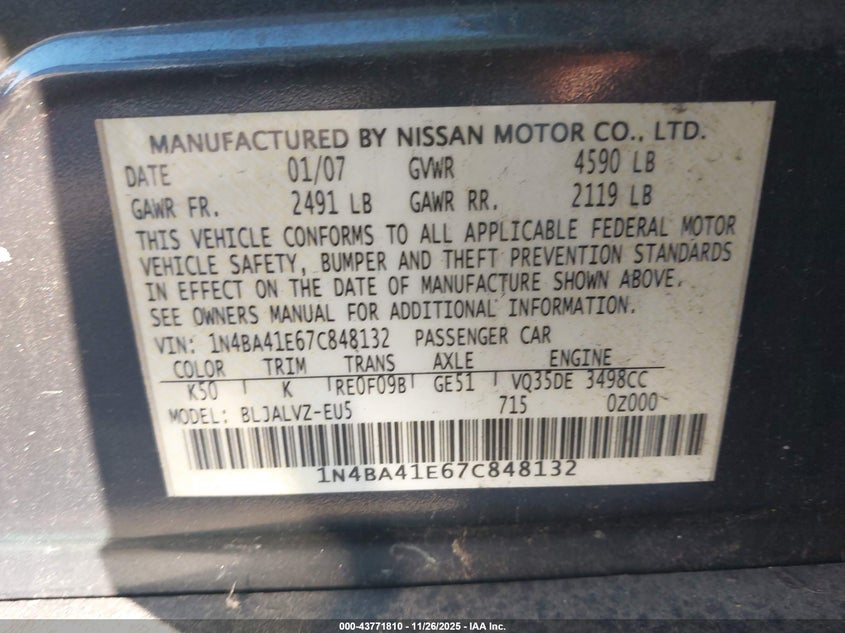 MANUFACTURED BY NISSAN MOTOR CO., LTD.
DATE 01/07 GVWR 4590 LB
GAWR FR. 2491 LB GAWR RR. 2119 LB
THIS VEHICLE CONFORMS TO ALL APPLICABLE FEDERAL MOTOR
VEHICLE SAFETY, BUMPER AND THEFT PREVENTION STANDARDS
IN EFFECT ON THE DATE OF MANUFACTURE SHOWN ABOVE.
SEE OWNERS MANUAL FOR ADDITIONAL INFORMATION.
VIN: 1N4BA41E67C848132 PASSENGER CAR
COLOR TRIM TRANS AXLE ENGINE
K50 K RE0F09B GE51 VQ35DE 3498CC
MODEL: BLJALVZ-EU5 715 0Z000
1N4BA41E67C848132
000-43771810 - 11/26/2025 - IAA Inc.